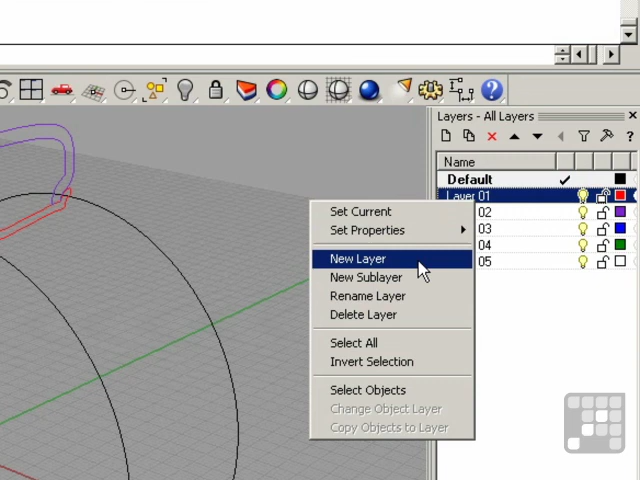 Layers - All Layers
Name
Default
Layer 01
02
03
04
05
Set Current
Set Properties
New Layer
New Sublayer
Rename Layer
Delete Layer
Select All
Invert Selection
Select Objects
Change Object Layer
Copy Objects to Layer